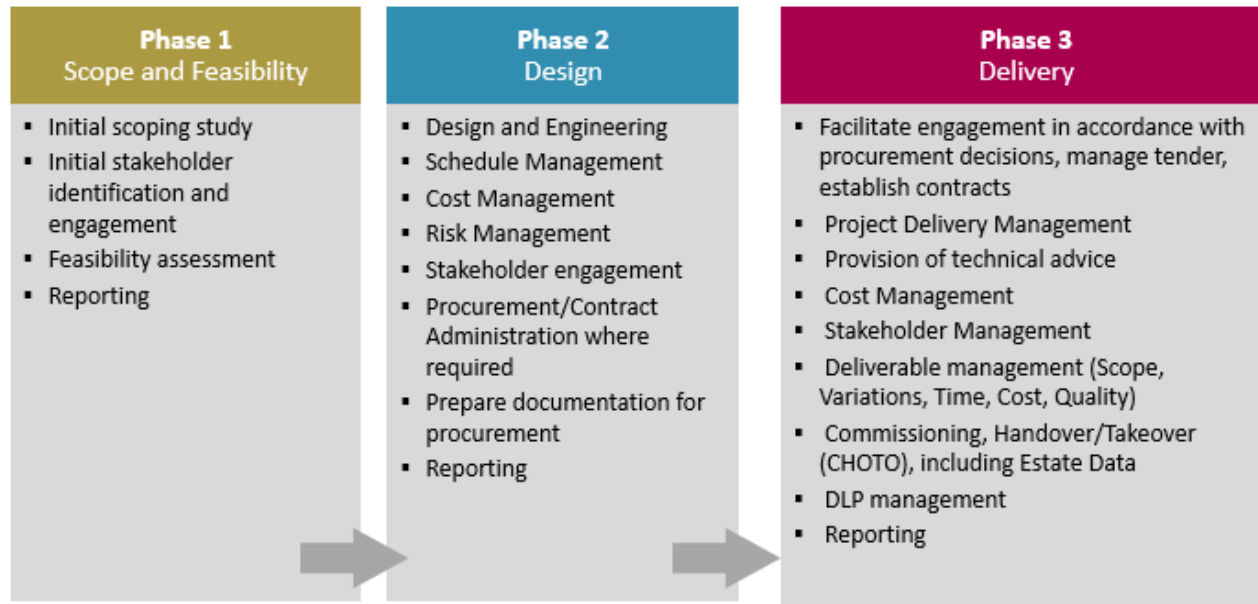 Phase 1
Scope and Feasibility
▪ Initial scoping study
▪ Initial stakeholder
identification and
engagement
▪ Feasibility assessment
▪ Reporting
Phase 2
Design
▪ Design and Engineering
▪ Schedule Management
▪ Cost Management
▪ Risk Management
▪ Stakeholder engagement
▪ Procurement/Contract
Administration where
required
▪ Prepare documentation for
procurement
▪ Reporting
Phase 3
Delivery
▪ Facilitate engagement in accordance with
procurement decisions, manage tender,
establish contracts
▪ Project Delivery Management
▪ Provision of technical advice
▪ Cost Management
▪ Stakeholder Management
▪ Deliverable management (Scope,
Variations, Time, Cost, Quality)
▪ Commissioning, Handover/Takeover
(CHOTO), including Estate Data
▪ DLP management
▪ Reporting